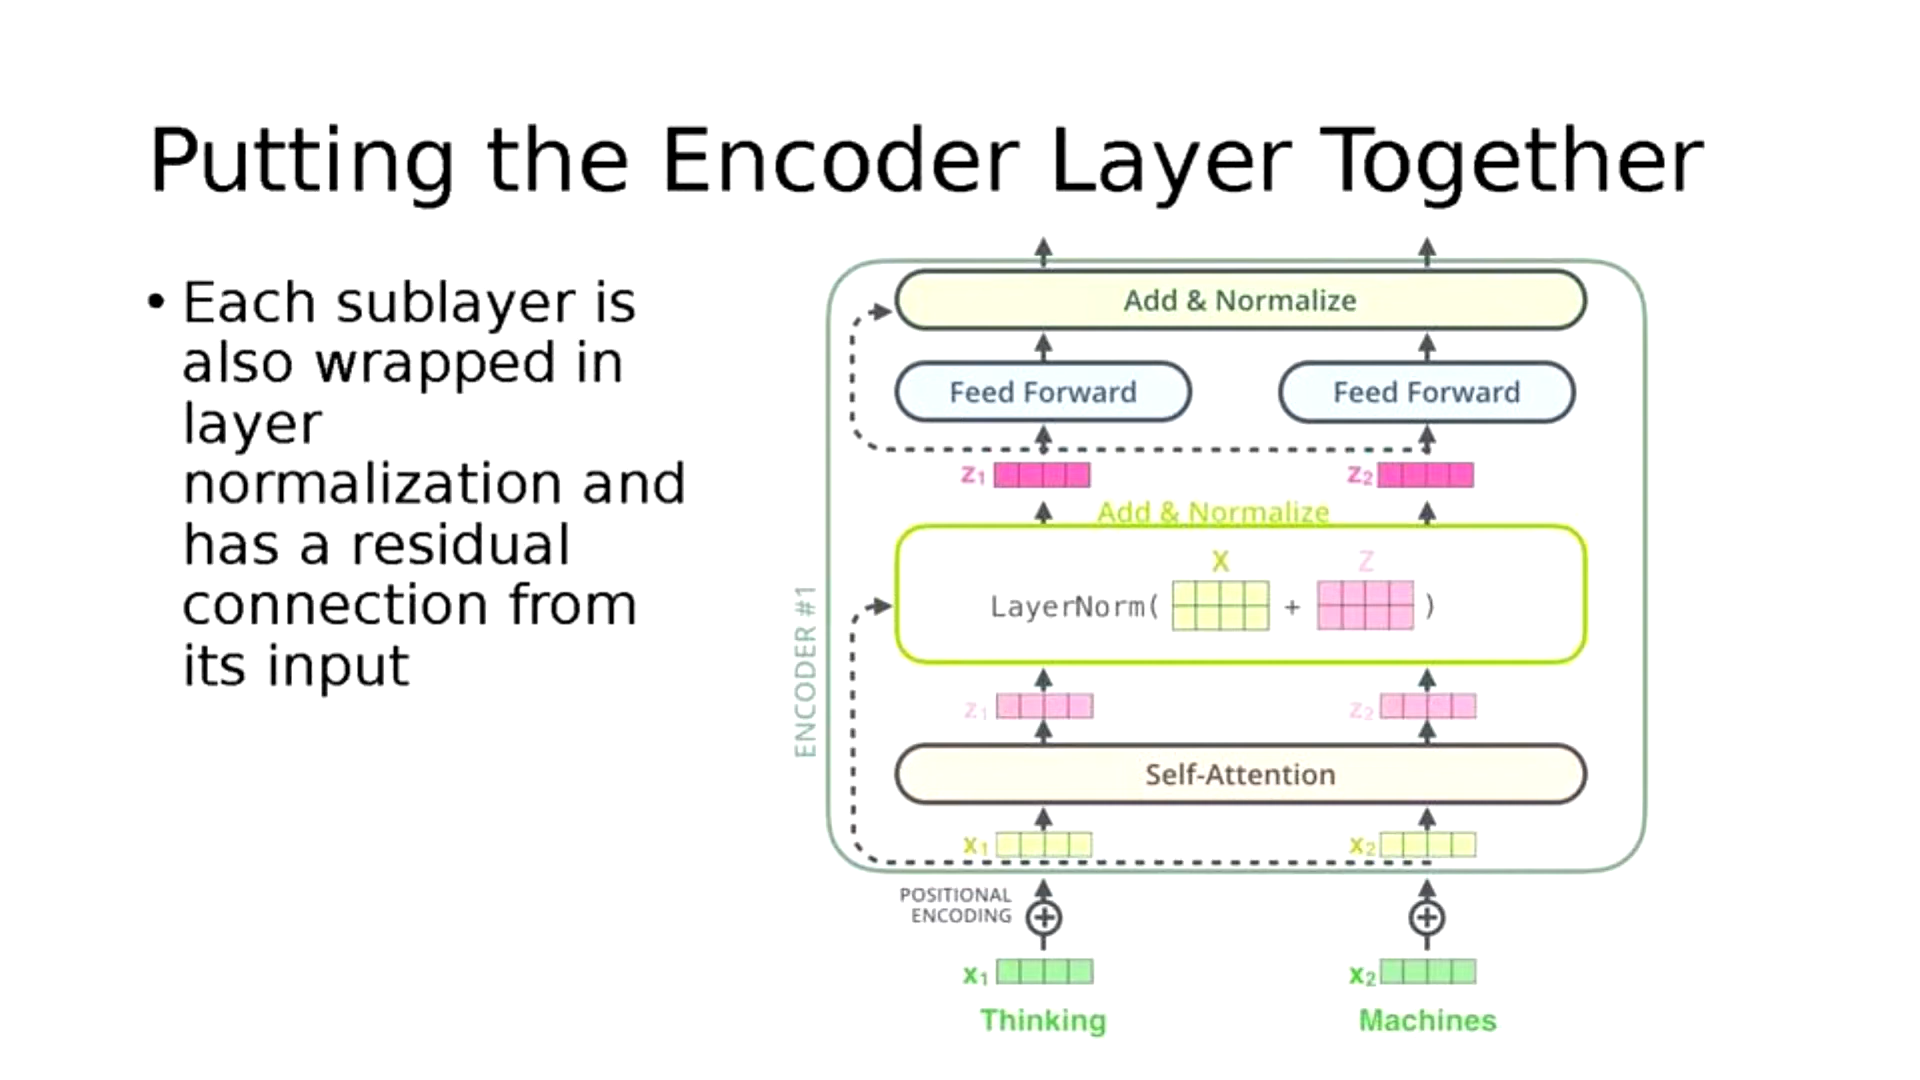 Putting the Encoder Layer Together
• Each sublayer is
also wrapped in
layer
normalization and
has a residual
connection from
its input
Add & Normalize
Feed Forward
Feed Forward
z₁
z₂
Add & Normalize
X
Z
LayerNorm( + )
ENCODER #1
z₁
z₂
Self-Attention
x₁
x₂
POSITIONAL
ENCODING
x₁
x₂
Thinking
Machines